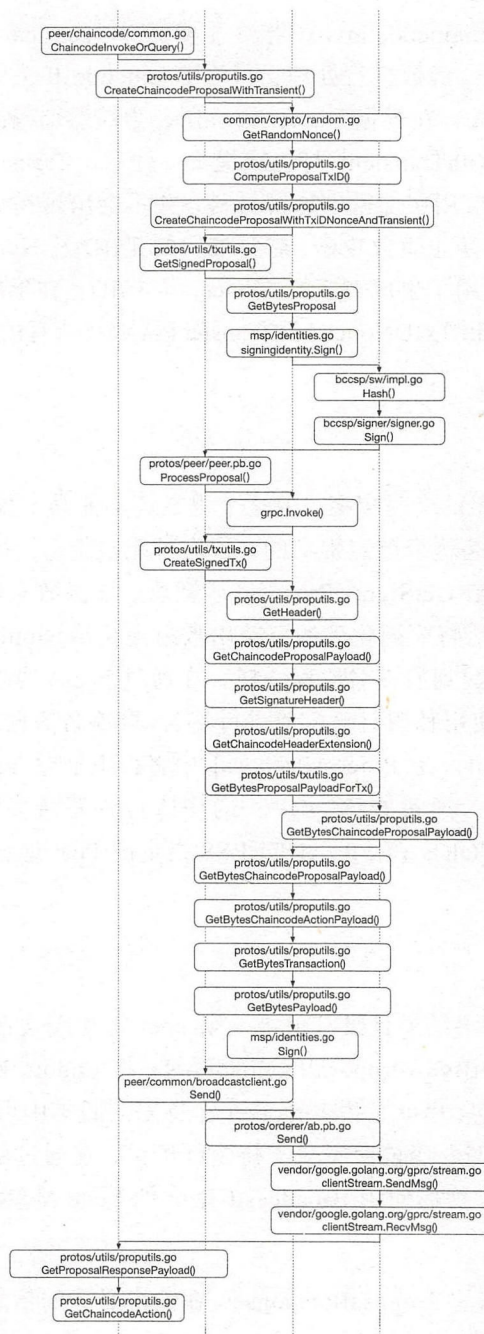 peer/chaincode/common.go
ChaincodeInvokeOrQuery()
protos/utils/proputils.go
CreateChaincodeProposalWithTransient()
common/crypto/random.go
GetRandomNonce()
protos/utils/proputils.go
ComputeProposalTxID()
protos/utils/proputils.go
CreateChaincodeProposalWithTxiDNonceAndTransient()
protos/utils/txutils.go
GetSignedProposal()
protos/utils/proputils.go
GetBytesProposal
msp/identities.go
signingidentity.Sign()
bccsp/sw/impl.go
Hash()
bccsp/signer/signer.go
Sign()
protos/peer/peer.pb.go
ProcessProposal()
grpc.Invoke()
protos/utils/txutils.go
CreateSignedTx()
protos/utils/proputils.go
GetHeader()
protos/utils/proputils.go
GetChaincodeProposalPayload()
protos/utils/proputils.go
GetSignatureHeader()
protos/utils/proputils.go
GetChaincodeHeaderExtension()
protos/utils/txutils.go
GetBytesProposalPayloadForTx()
protos/utils/proputils.go
GetBytesChaincodeProposalPayload()
protos/utils/proputils.go
GetBytesChaincodeProposalPayload()
protos/utils/proputils.go
GetBytesChaincodeActionPayload()
protos/utils/proputils.go
GetBytesTransaction()
protos/utils/proputils.go
GetBytesPayload()
msp/identities.go
Sign()
peer/common/broadcastclient.go
Send()
protos/orderer/ab.pb.go
Send()
vendor/google.golang.org/gprc/stream.go
clientStream.SendMsg()
vendor/google.golang.org/gprc/stream.go
clientStream.RecvMsg()
protos/utils/proputils.go
GetProposalResponsePayload()
protos/utils/proputils.go
GetChaincodeAction()